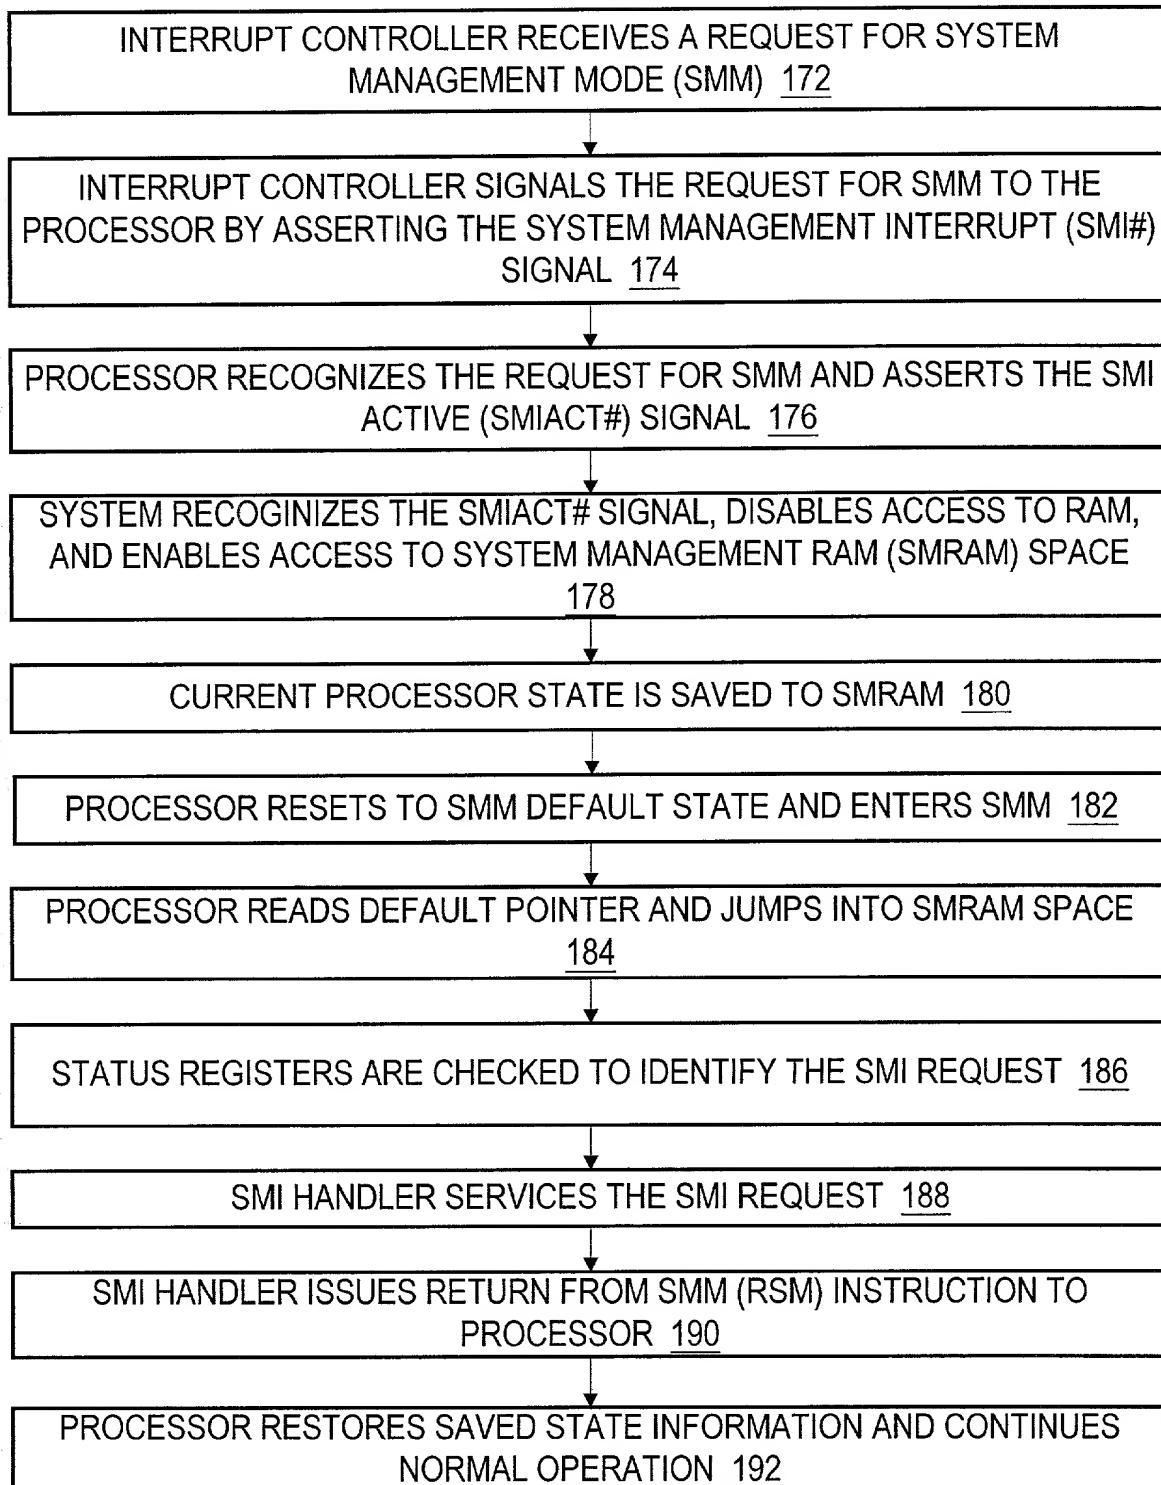 INTERRUPT CONTROLLER RECEIVES A REQUEST FOR SYSTEM
MANAGEMENT MODE (SMM) 172
INTERRUPT CONTROLLER SIGNALS THE REQUEST FOR SMM TO THE
PROCESSOR BY ASSERTING THE SYSTEM MANAGEMENT INTERRUPT (SMI#)
SIGNAL 174
PROCESSOR RECOGNIZES THE REQUEST FOR SMM AND ASSERTS THE SMI
ACTIVE (SMIACT#) SIGNAL 176
SYSTEM RECOGINIZES THE SMIACT# SIGNAL, DISABLES ACCESS TO RAM,
AND ENABLES ACCESS TO SYSTEM MANAGEMENT RAM (SMRAM) SPACE
178
CURRENT PROCESSOR STATE IS SAVED TO SMRAM 180
PROCESSOR RESETS TO SMM DEFAULT STATE AND ENTERS SMM 182
PROCESSOR READS DEFAULT POINTER AND JUMPS INTO SMRAM SPACE
184
STATUS REGISTERS ARE CHECKED TO IDENTIFY THE SMI REQUEST 186
SMI HANDLER SERVICES THE SMI REQUEST 188
SMI HANDLER ISSUES RETURN FROM SMM (RSM) INSTRUCTION TO
PROCESSOR 190
PROCESSOR RESTORES SAVED STATE INFORMATION AND CONTINUES
NORMAL OPERATION 192